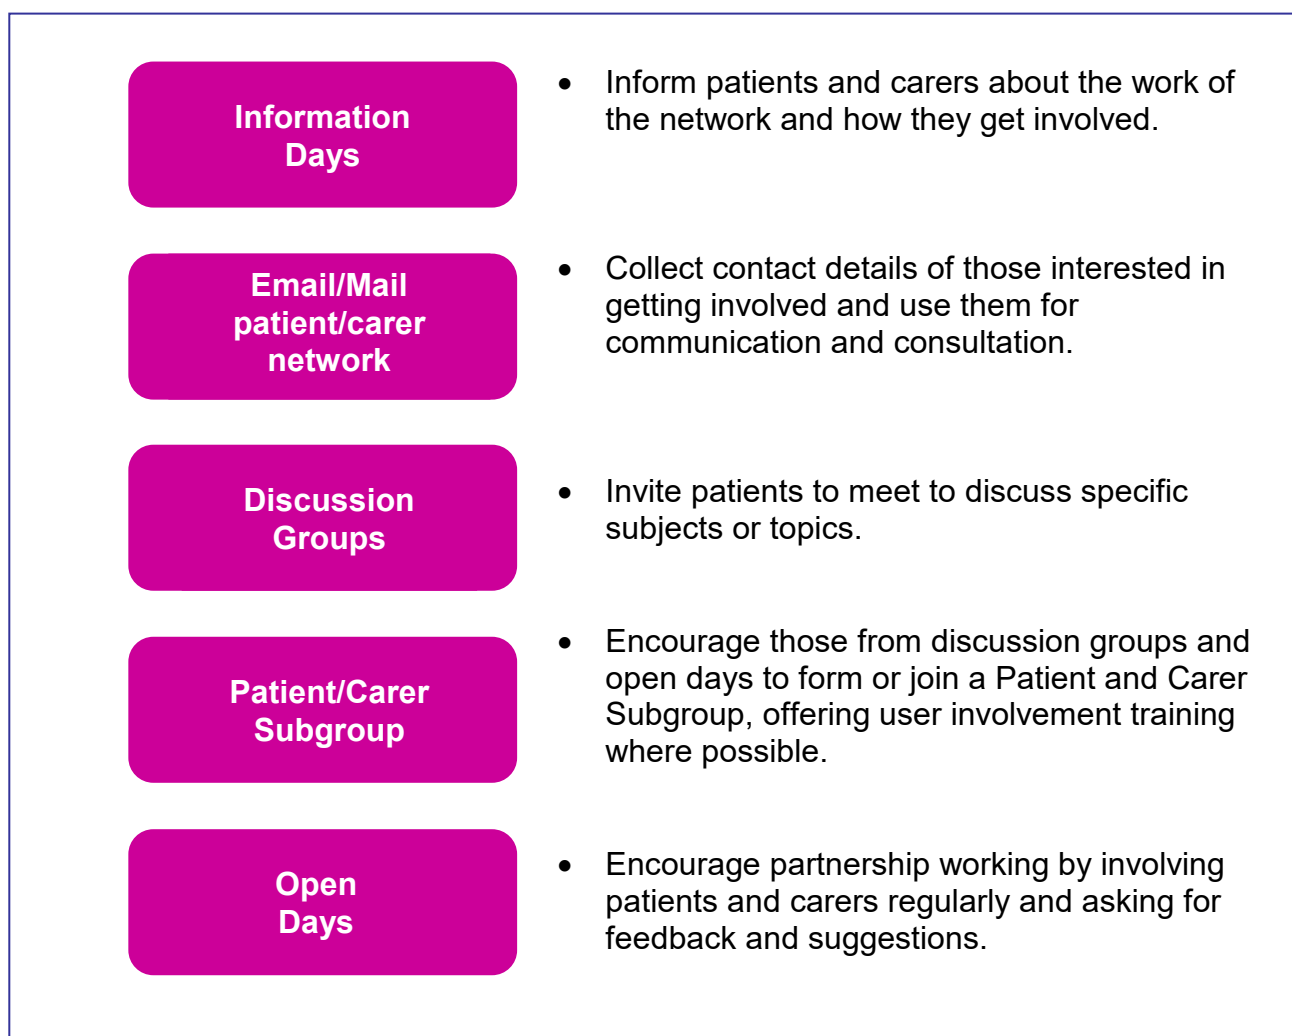 Information
Days
• Inform patients and carers about the work of
the network and how they get involved.
Email/Mail
patient/carer
network
• Collect contact details of those interested in
getting involved and use them for
communication and consultation.
Discussion
Groups
• Invite patients to meet to discuss specific
subjects or topics.
Patient/Carer
Subgroup
• Encourage those from discussion groups and
open days to form or join a Patient and Carer
Subgroup, offering user involvement training
where possible.
Open
Days
• Encourage partnership working by involving
patients and carers regularly and asking for
feedback and suggestions.